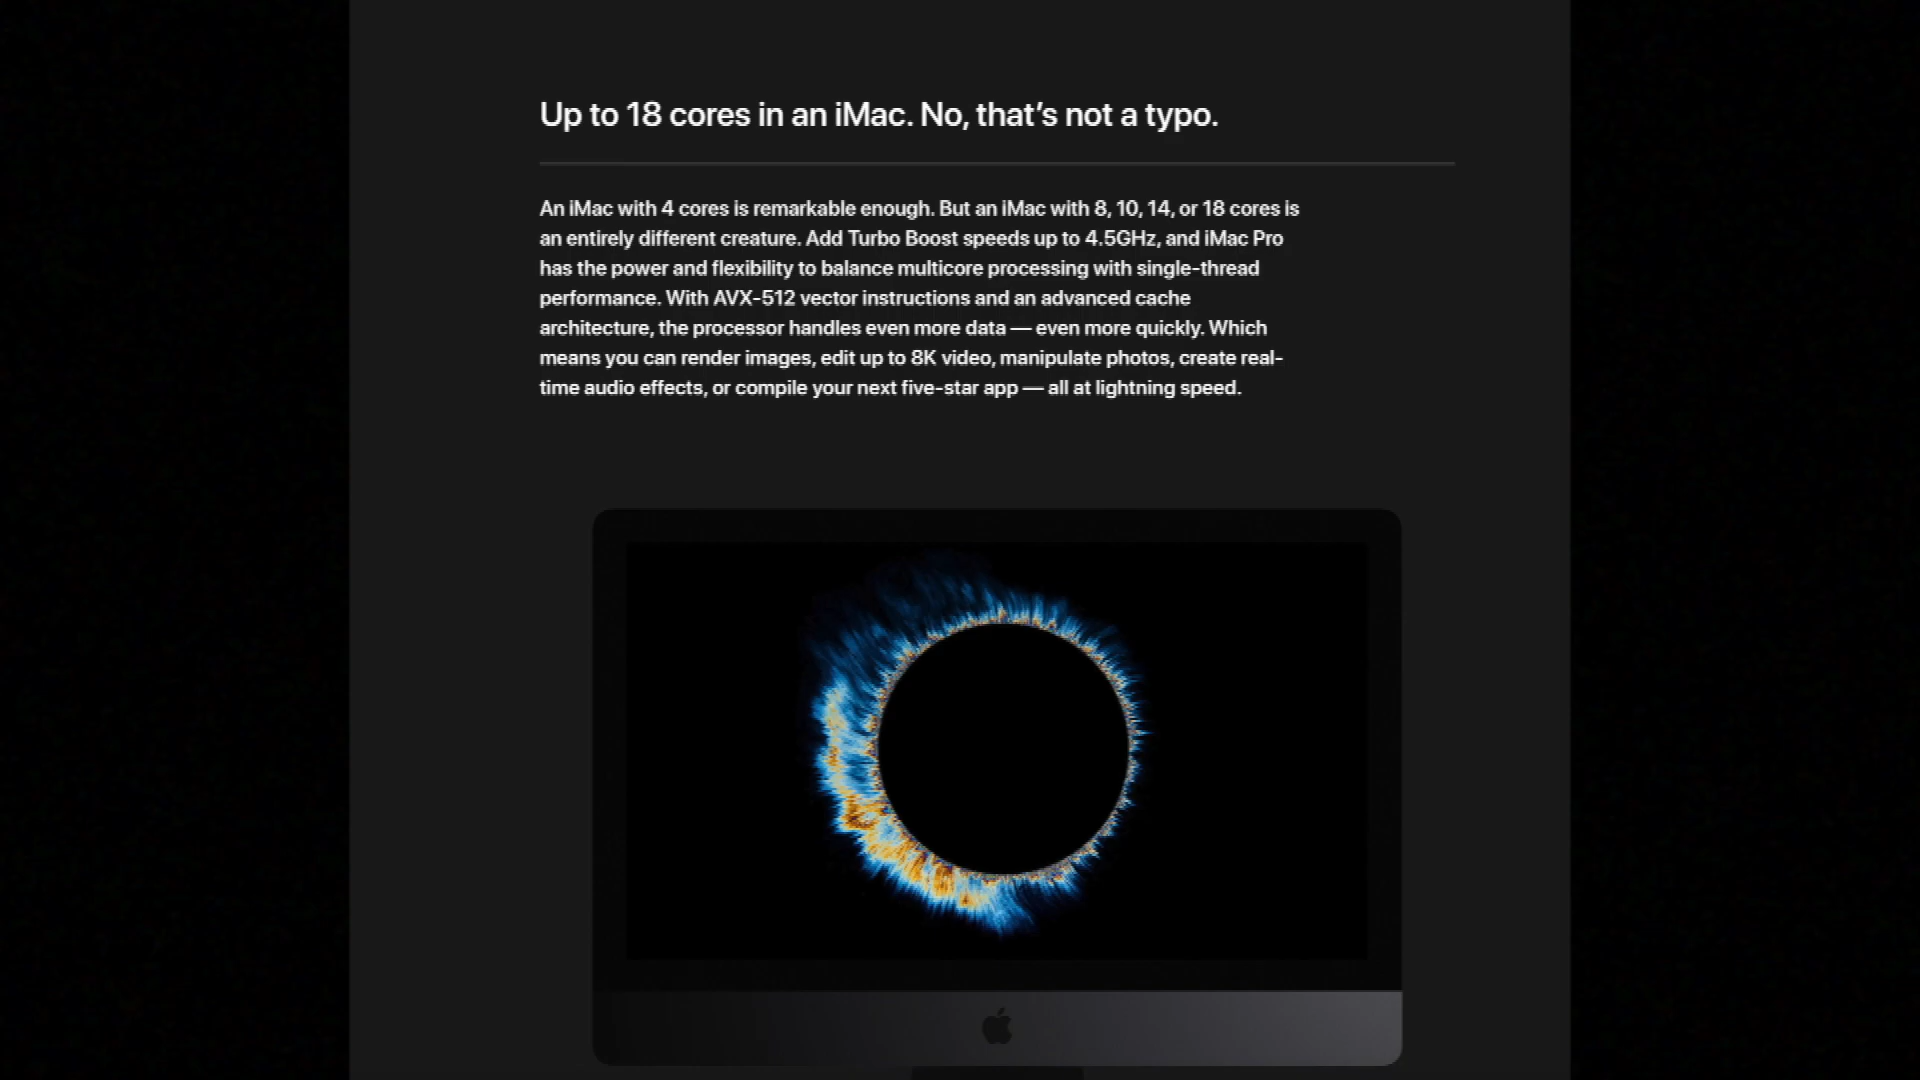 Up to 18 cores in an iMac. No, that’s not a typo.
An iMac with 4 cores is remarkable enough. But an iMac with 8, 10, 14, or 18 cores is
an entirely different creature. Add Turbo Boost speeds up to 4.5GHz, and iMac Pro
has the power and flexibility to balance multicore processing with single-thread
performance. With AVX-512 vector instructions and an advanced cache
architecture, the processor handles even more data — even more quickly. Which
means you can render images, edit up to 8K video, manipulate photos, create real-
time audio effects, or compile your next five-star app — all at lightning speed.